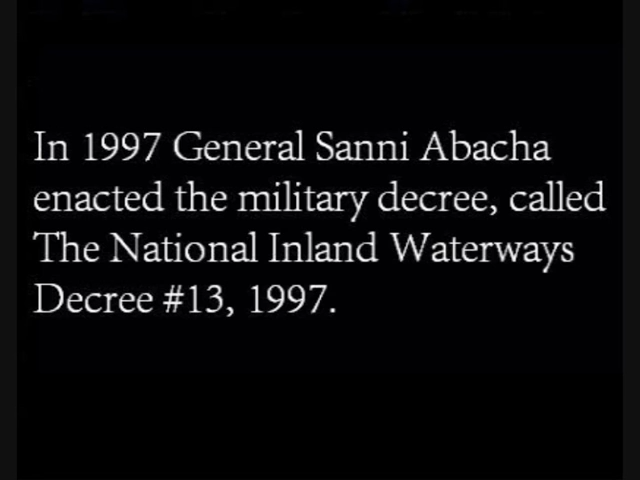 In 1997 General Sanni Abacha
enacted the military decree, called
The National Inland Waterways
Decree #13, 1997.